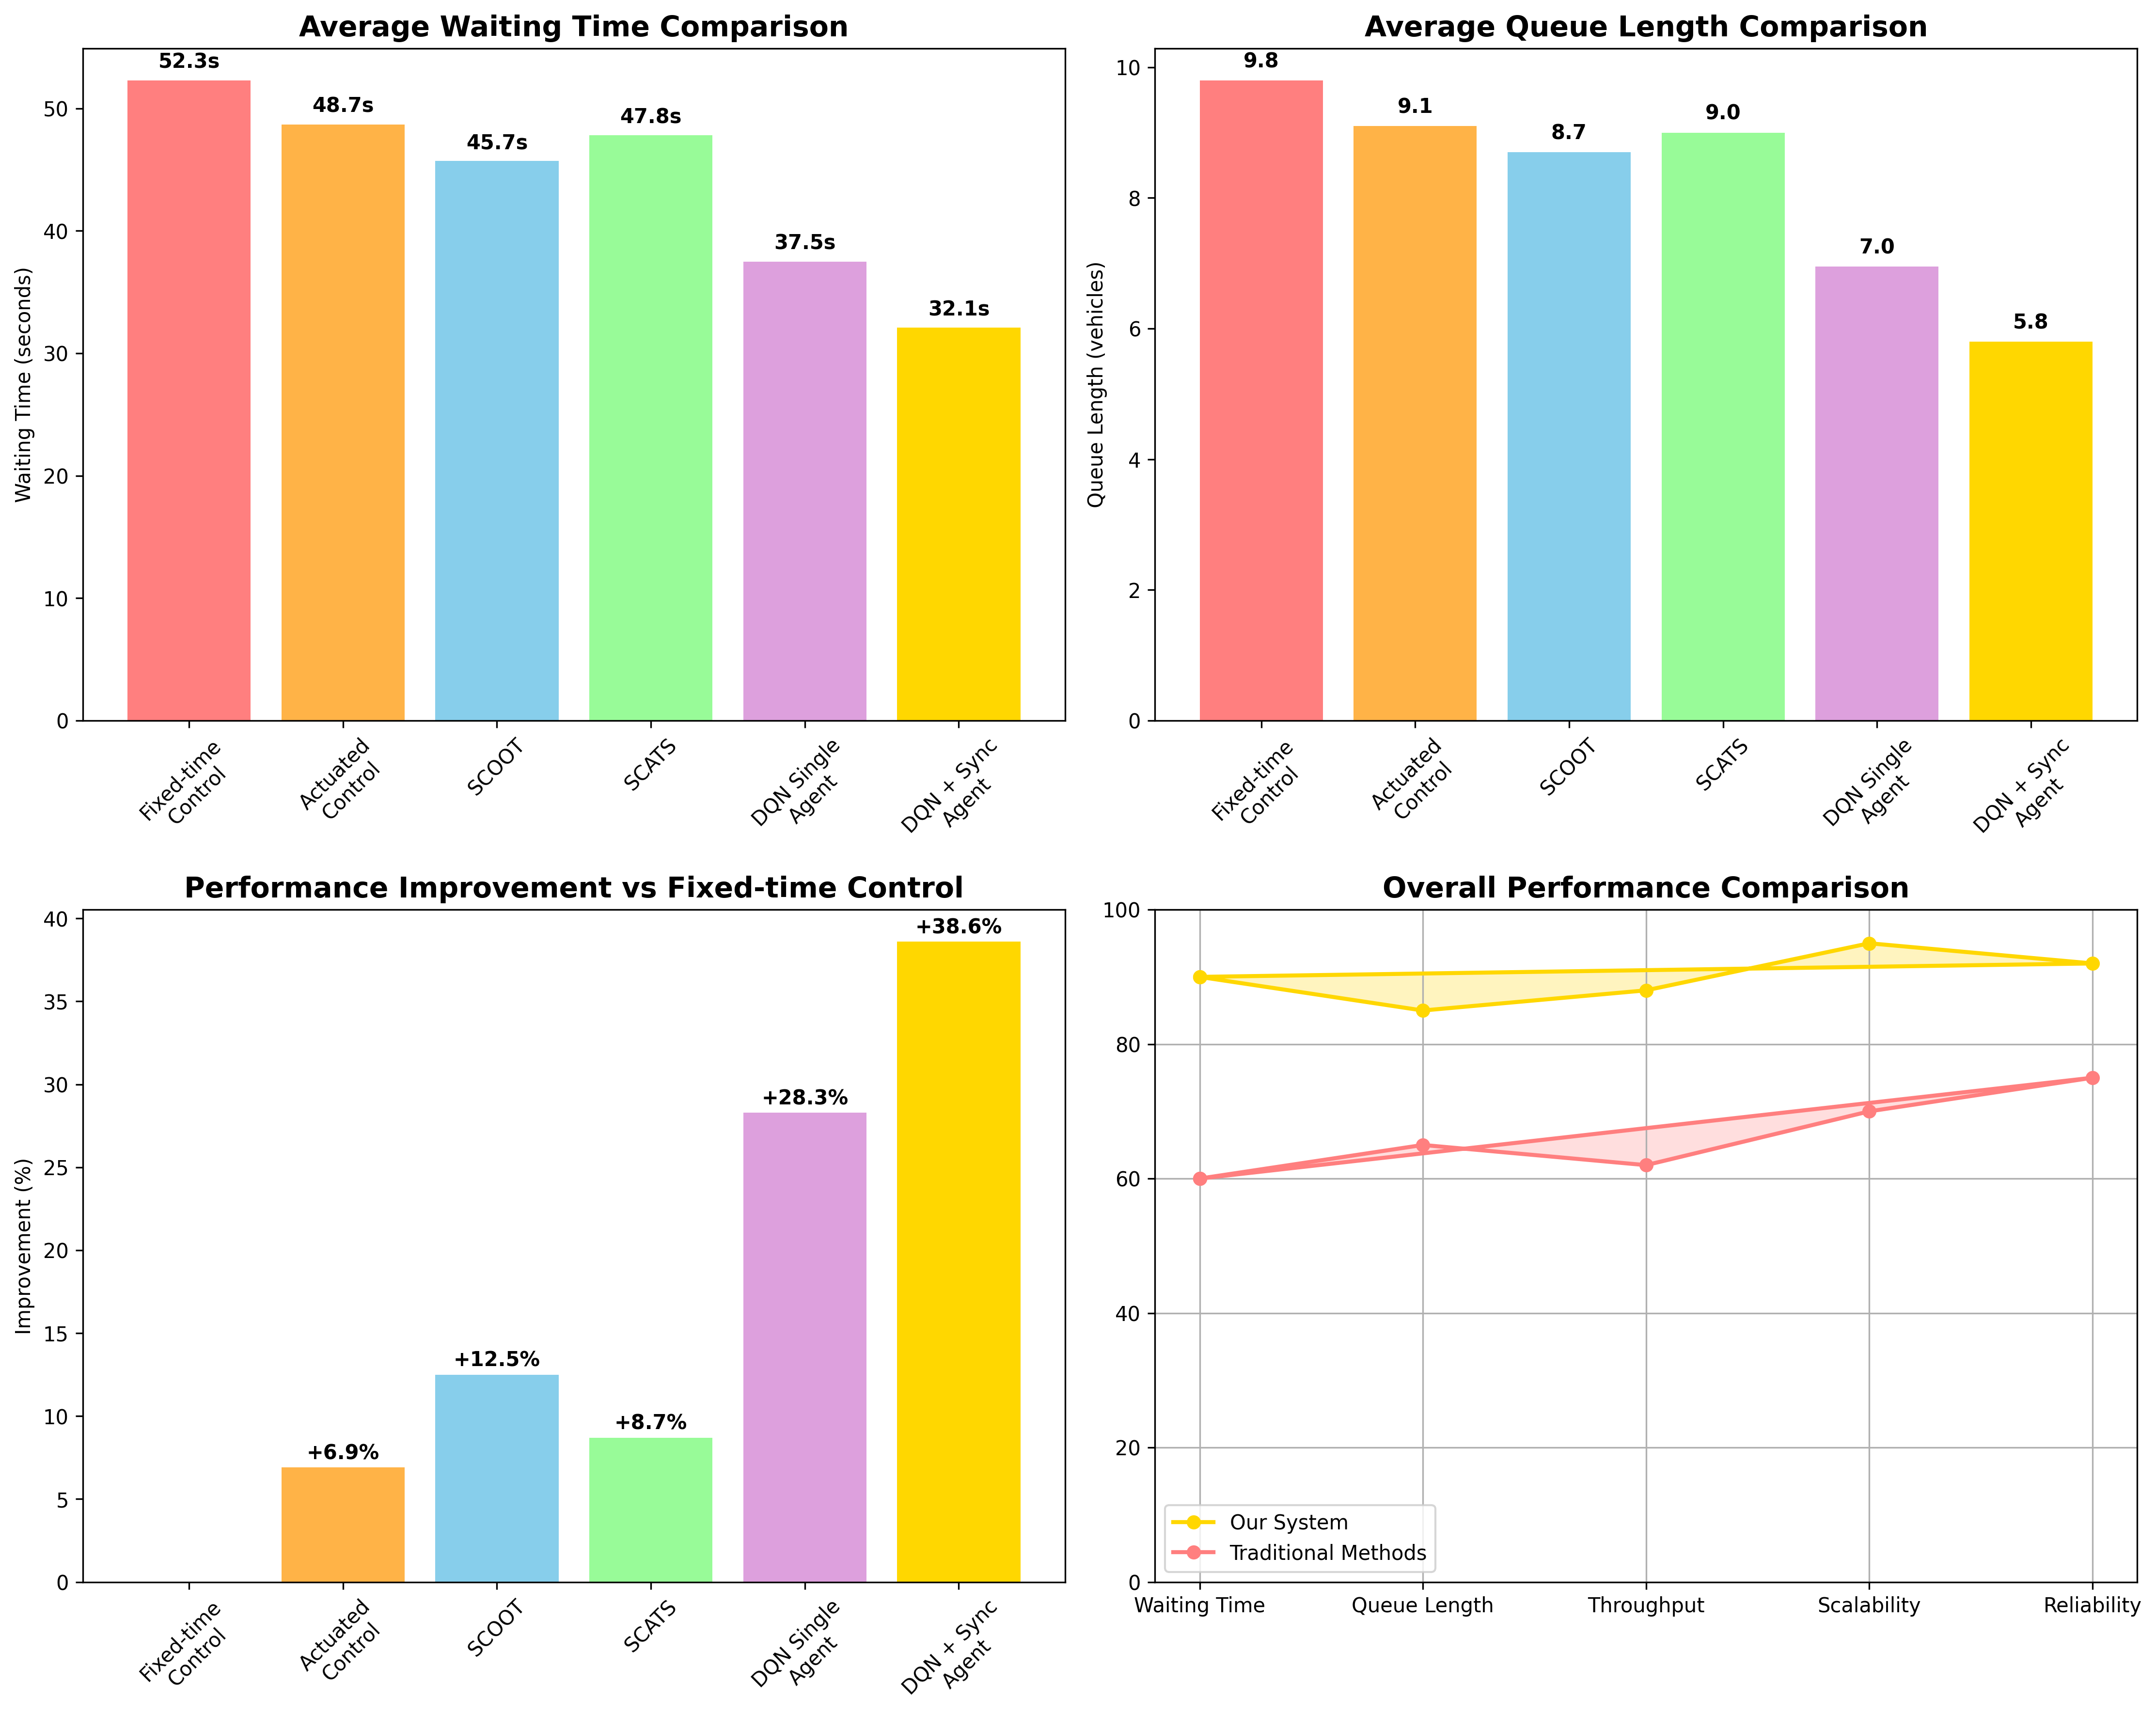 Average Waiting Time Comparison
Waiting Time (seconds)
50
40
30
20
10
0
52.3s
48.7s
45.7s
47.8s
37.5s
32.1s
Fixed-time
Control
Actuated
Control
SCOOT
SCATS
DQN Single
Agent
DQN + Sync
Agent
Average Queue Length Comparison
Queue Length (vehicles)
10
8
6
4
2
0
9.8
9.1
8.7
9.0
7.0
5.8
Fixed-time
Control
Actuated
Control
SCOOT
SCATS
DQN Single
Agent
DQN + Sync
Agent
Performance Improvement vs Fixed-time Control
Improvement (%)
40
35
30
25
20
15
10
5
0
+6.9%
+12.5%
+8.7%
+28.3%
+38.6%
Fixed-time
Control
Actuated
Control
SCOOT
SCATS
DQN Single
Agent
DQN + Sync
Agent
Overall Performance Comparison
100
80
60
40
20
0
Our System
Traditional Methods
Waiting Time
Queue Length
Throughput
Scalability
Reliability